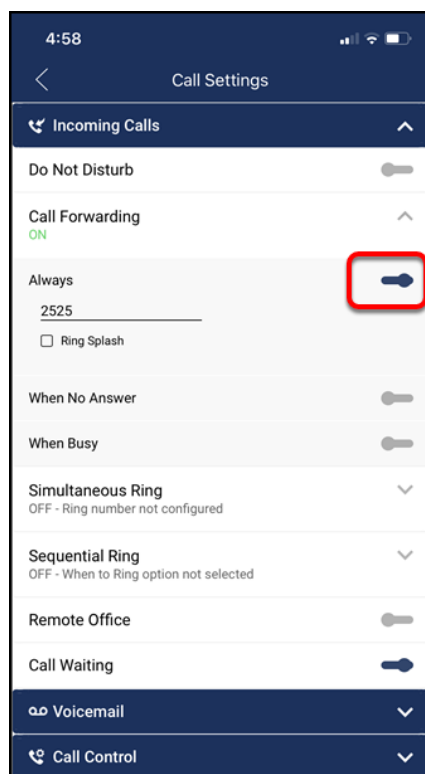 4:58
Call Settings
Incoming Calls
Do Not Disturb
Call Forwarding
ON
Always
2525
Ring Splash
When No Answer
When Busy
Simultaneous Ring
OFF - Ring number not configured
Sequential Ring
OFF - When to Ring option not selected
Remote Office
Call Waiting
Voicemail
Call Control